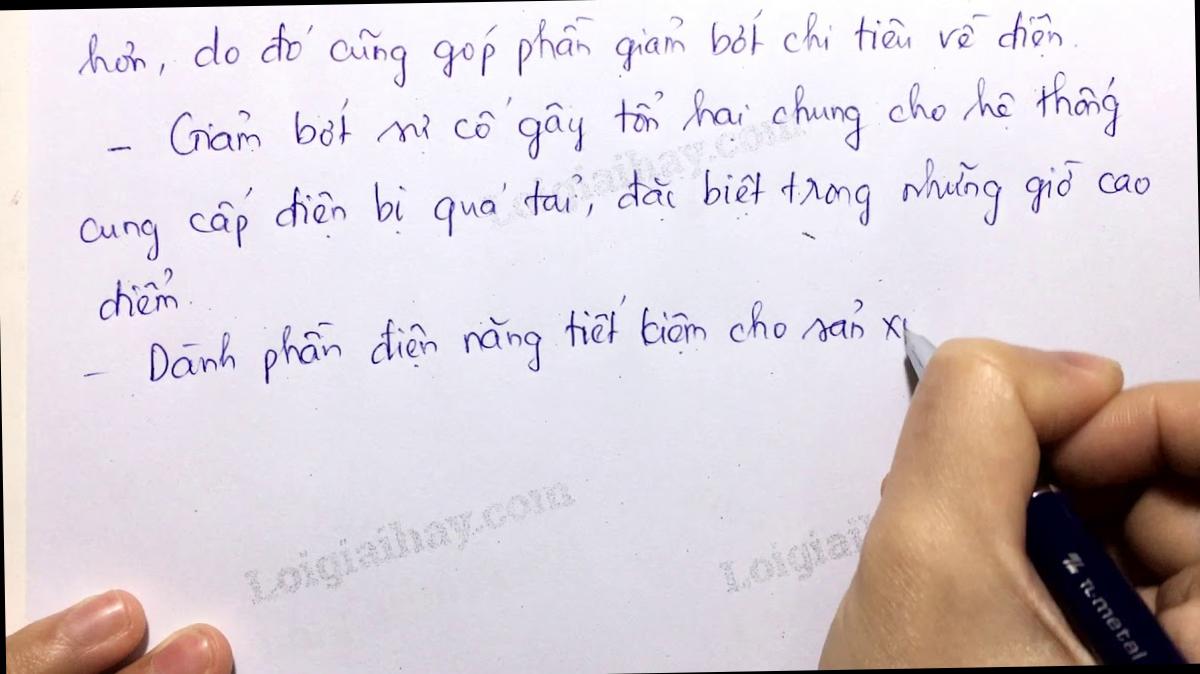 hơn, do đó cũng góp phần giảm bớt chi tiêu về điện.
- Giảm bớt sự cố gây tổn hại chung cho hệ thống
cung cấp điện bị quá tải, đặc biệt trong những giờ cao
điểm.
- Dành phần điện năng tiết kiệm cho sản x
Loigiaihay.com
Loigiaihay.com
πL-metal